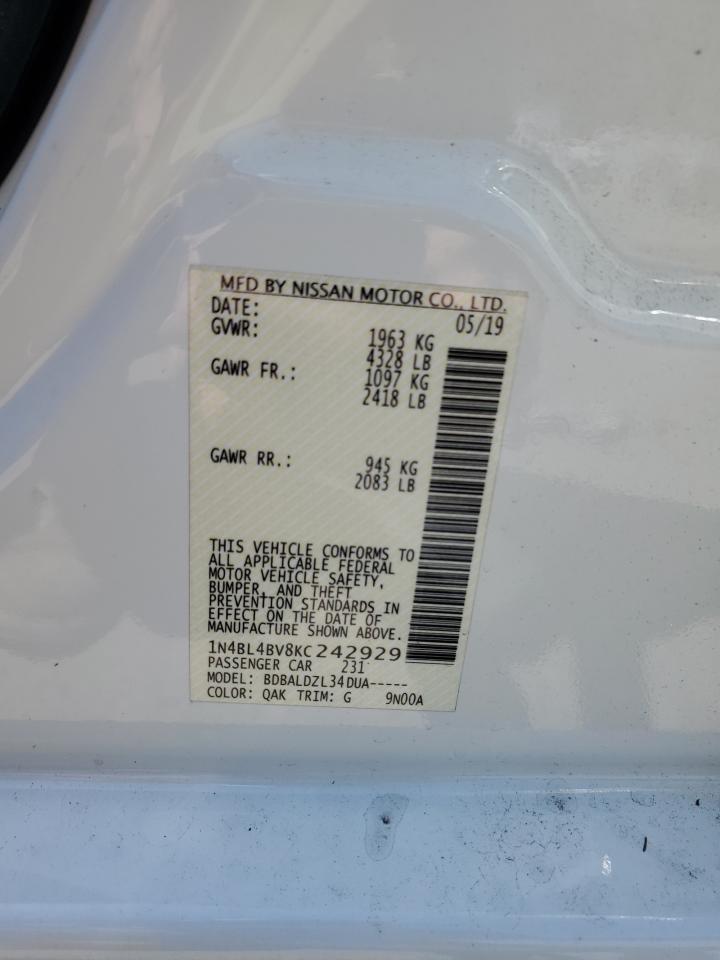 MFD BY NISSAN MOTOR CO., LTD.
DATE: 05/19
GVWR: 1963 KG
4328 LB
GAWR FR.: 1097 KG
2418 LB
GAWR RR.: 945 KG
2083 LB
THIS VEHICLE CONFORMS TO
ALL APPLICABLE FEDERAL
MOTOR VEHICLE SAFETY,
BUMPER, AND THEFT
PREVENTION STANDARDS IN
EFFECT ON THE DATE OF
MANUFACTURE SHOWN ABOVE.
1N4BL4BV8KC242929
PASSENGER CAR 231
MODEL: BDBALDZL34DUA-----
COLOR: QAK TRIM: G 9N00A